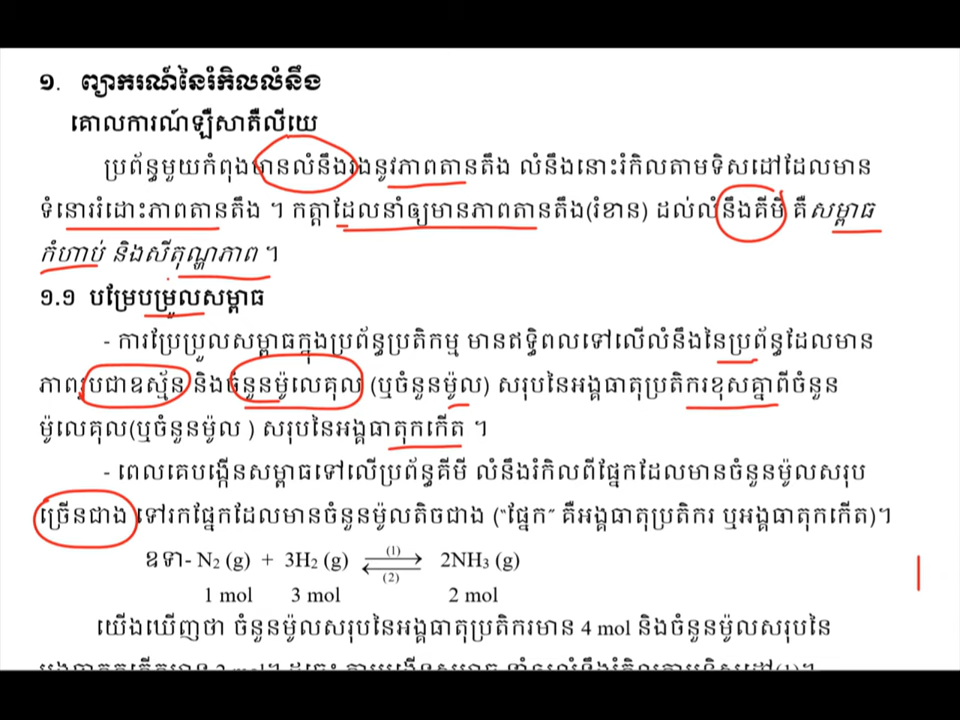 ១. ព្យាករណ៍នៃរំកិលលំនឹង
គោលការណ៍ឡឺសាតឺលីយេ
ប្រព័ន្ធមួយកំពុងមានលំនឹងរងនូវភាពតានតឹង លំនឹងនោះរំកិលតាមទិសដៅដែលមាន
ទំនោររំដោះភាពតានតឹង ។ កត្តាដែលនាំឲ្យមានភាពតានតឹង(រំខាន) ដល់លំនឹងគីមី គឺ សម្ពាធ
កំហាប់ និងសីតុណ្ហភាព ។
១.១ បម្រែបម្រួលសម្ពាធ
- ការប្រែប្រួលសម្ពាធក្នុងប្រព័ន្ធប្រតិកម្ម មានឥទ្ធិពលទៅលើលំនឹងនៃប្រព័ន្ធដែលមាន
ភាពរូបជាឧស្ម័ន និងចំនួនម៉ូលេគុល (ឬចំនួនម៉ូល) សរុបនៃអង្គធាតុប្រតិករខុសគ្នាពីចំនួន
ម៉ូលេគុល(ឬចំនួនម៉ូល ) សរុបនៃអង្គធាតុកកើត ។
- ពេលគេបង្កើនសម្ពាធទៅលើប្រព័ន្ធគីមី លំនឹងរំកិលពីផ្នែកដែលមានចំនួនម៉ូលសរុប
ច្រើនជាង ទៅរកផ្នែកដែលមានចំនួនម៉ូលតិចជាង ("ផ្នែក" គឺអង្គធាតុប្រតិករ ឬអង្គធាតុកកើត)។
ឧទា- N₂ (g) + 3H₂ (g) (1) (2) 2NH₃ (g)
1 mol 3 mol 2 mol
យើងឃើញថា ចំនួនម៉ូលសរុបនៃអង្គធាតុប្រតិករមាន 4 mol និងចំនួនម៉ូលសរុបនៃ